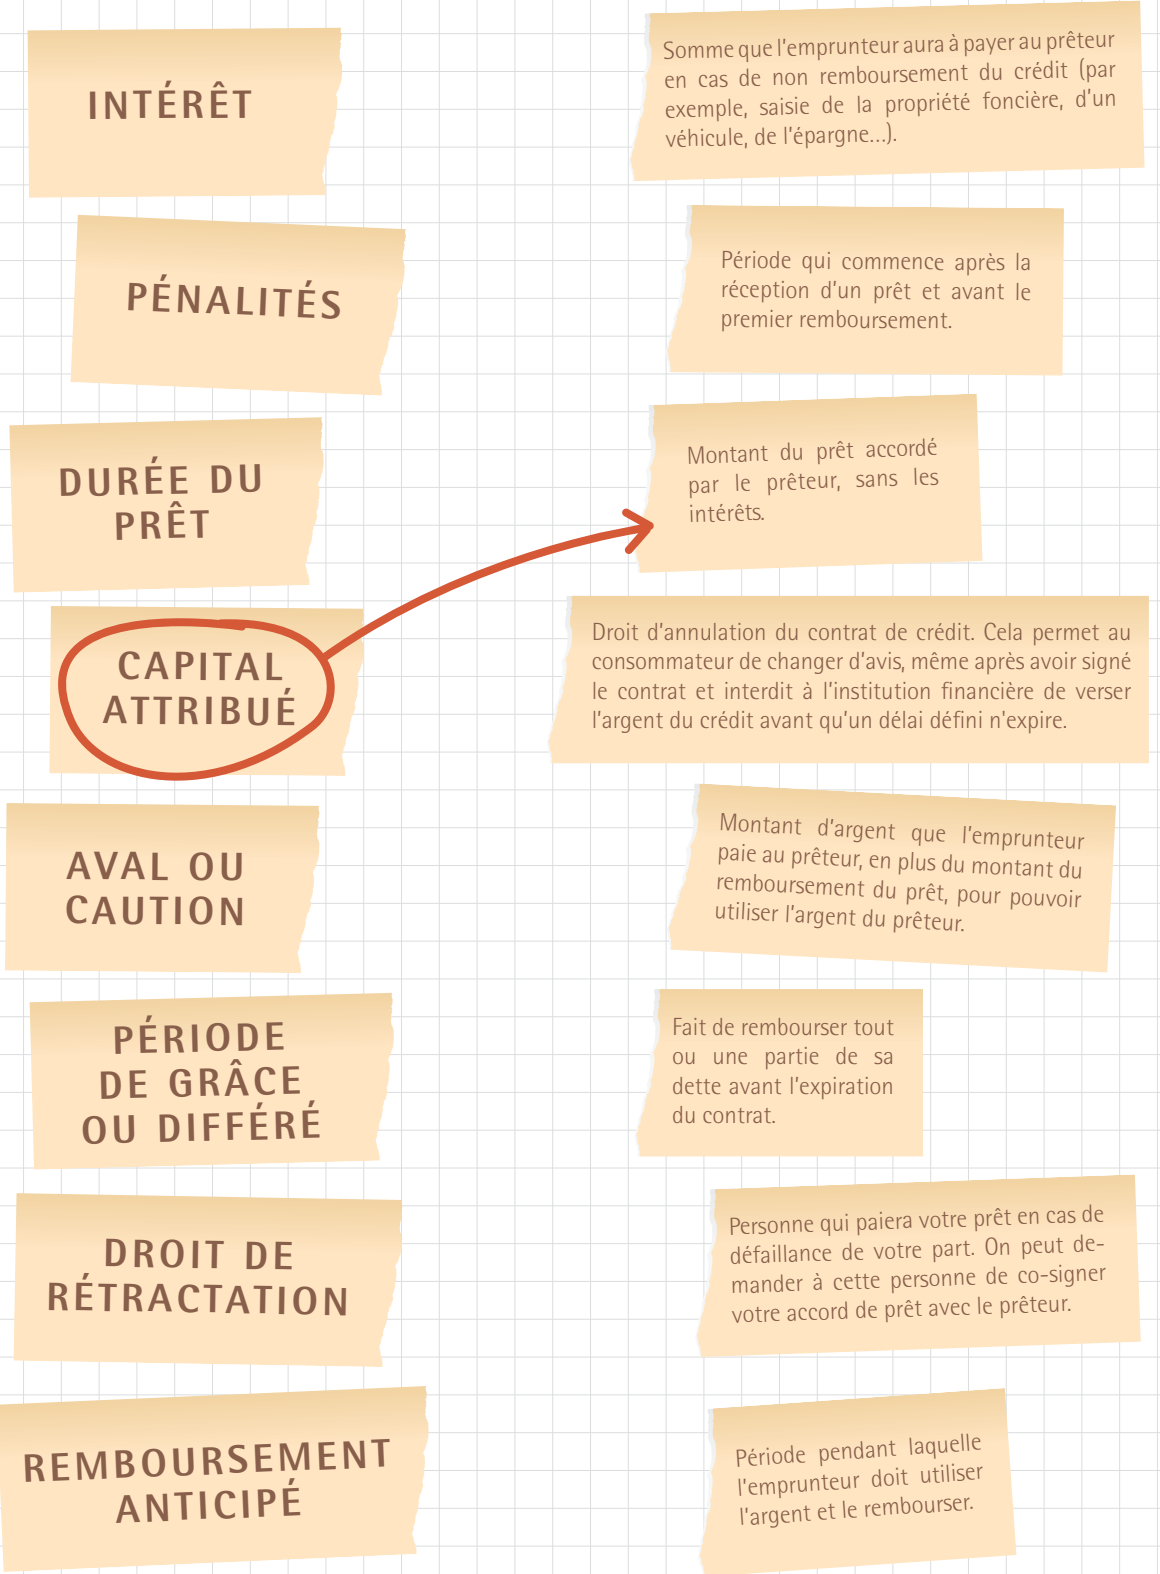 INTÉRÊT
Somme que l'emprunteur aura à payer au prêteur
en cas de non remboursement du crédit (par
exemple, saisie de la propriété foncière, d'un
véhicule, de l'épargne...).
PÉNALITÉS
Période qui commence après la
réception d'un prêt et avant le
premier remboursement.
DURÉE DU
PRÊT
Montant du prêt accordé
par le prêteur, sans les
intérêts.
CAPITAL
ATTRIBUÉ
Droit d'annulation du contrat de crédit. Cela permet au
consommateur de changer d'avis, même après avoir signé
le contrat et interdit à l'institution financière de verser
l'argent du crédit avant qu'un délai défini n'expire.
AVAL OU
CAUTION
Montant d'argent que l'emprunteur
paie au prêteur, en plus du montant du
remboursement du prêt, pour pouvoir
utiliser l'argent du prêteur.
PÉRIODE
DE GRÂCE
OU DIFFÉRÉ
Fait de rembourser tout
ou une partie de sa
dette avant l'expiration
du contrat.
DROIT DE
RÉTRACTATION
Personne qui paiera votre prêt en cas de
défaillance de votre part. On peut de-
mander à cette personne de co-signer
votre accord de prêt avec le prêteur.
REMBOURSEMENT
ANTICIPÉ
Période pendant laquelle
l'emprunteur doit utiliser
l'argent et le rembourser.